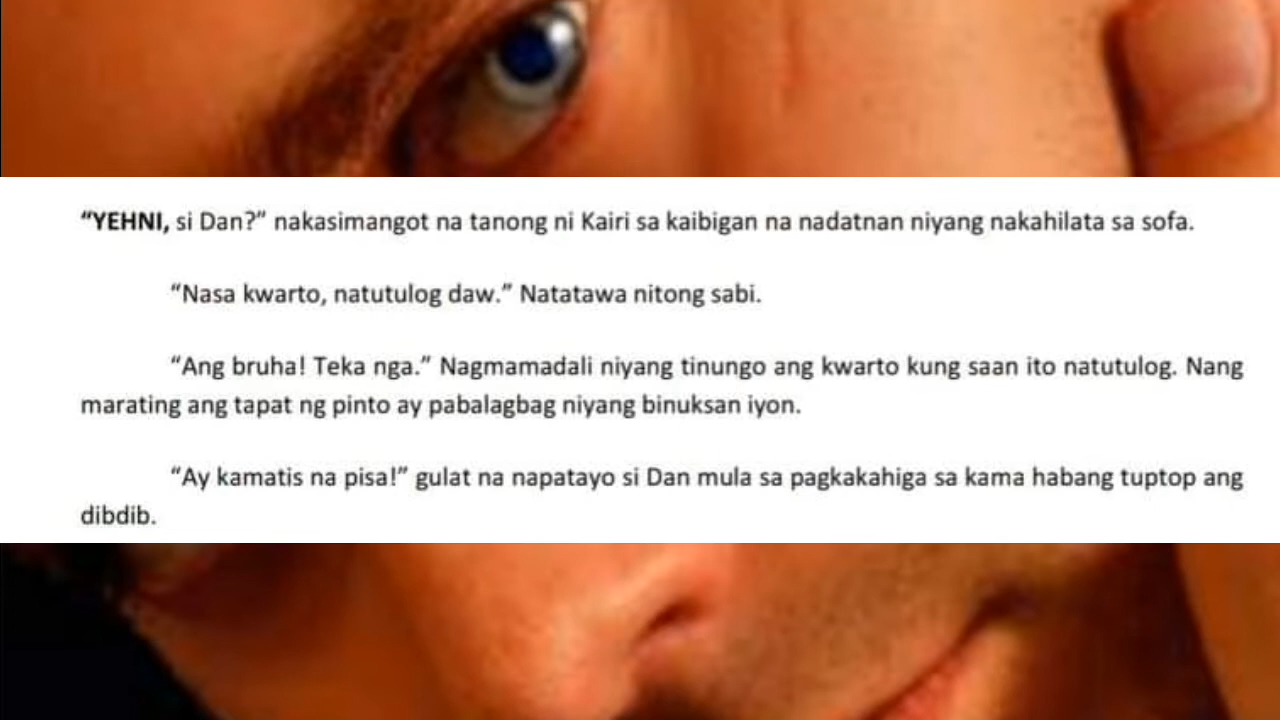 “YEHNI, si Dan?” nakasimangot na tanong ni Kairi sa kaibigan na nadatnan niyang nakahilata sa sofa.
“Nasa kwarto, natutulog daw.” Natatawa nitong sabi.
“Ang bruha! Teka nga.” Nagmamadali niyang tinungo ang kwarto kung saan ito natutulog. Nang
marating ang tapat ng pinto ay pabalagbag niyang binuksan iyon.
“Ay kamatis na pisa!” gulat na napatayo si Dan mula sa pagkakahiga sa kama habang tuptop ang
dibdib.